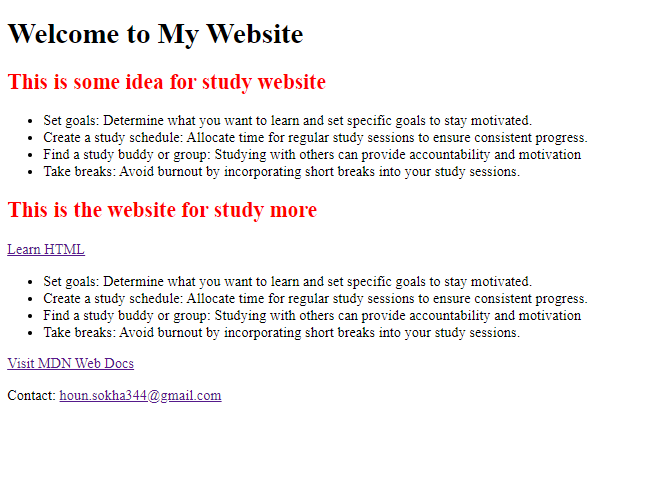 Welcome to My Website
This is some idea for study website
Set goals: Determine what you want to learn and set specific goals to stay motivated.
Create a study schedule: Allocate time for regular study sessions to ensure consistent progress.
Find a study buddy or group: Studying with others can provide accountability and motivation
Take breaks: Avoid burnout by incorporating short breaks into your study sessions.
This is the website for study more
Learn HTML
Set goals: Determine what you want to learn and set specific goals to stay motivated.
Create a study schedule: Allocate time for regular study sessions to ensure consistent progress.
Find a study buddy or group: Studying with others can provide accountability and motivation
Take breaks: Avoid burnout by incorporating short breaks into your study sessions.
Visit MDN Web Docs
Contact: houn.sokha344@gmail.com